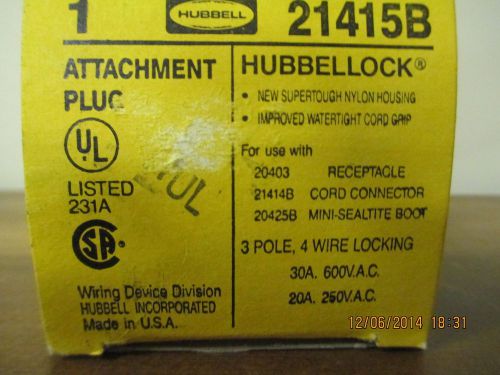 1
HUBBELL
21415B
ATTACHMENT
PLUG
UL
LISTED
231A
SA
Wiring Device Division
HUBBELL INCORPORATED
Made in U.S.A.
HUBBELLOCK®
• NEW SUPERTOUGH NYLON HOUSING
• IMPROVED WATERTIGHT CORD GRIP
For use with
20403 RECEPTACLE
21414B CORD CONNECTOR
20425B MINI-SEALTITE BOOT
3 POLE, 4 WIRE LOCKING
30A. 600V.A.C.
20A. 250V.A.C.
JUL
12/06/2014 18:31